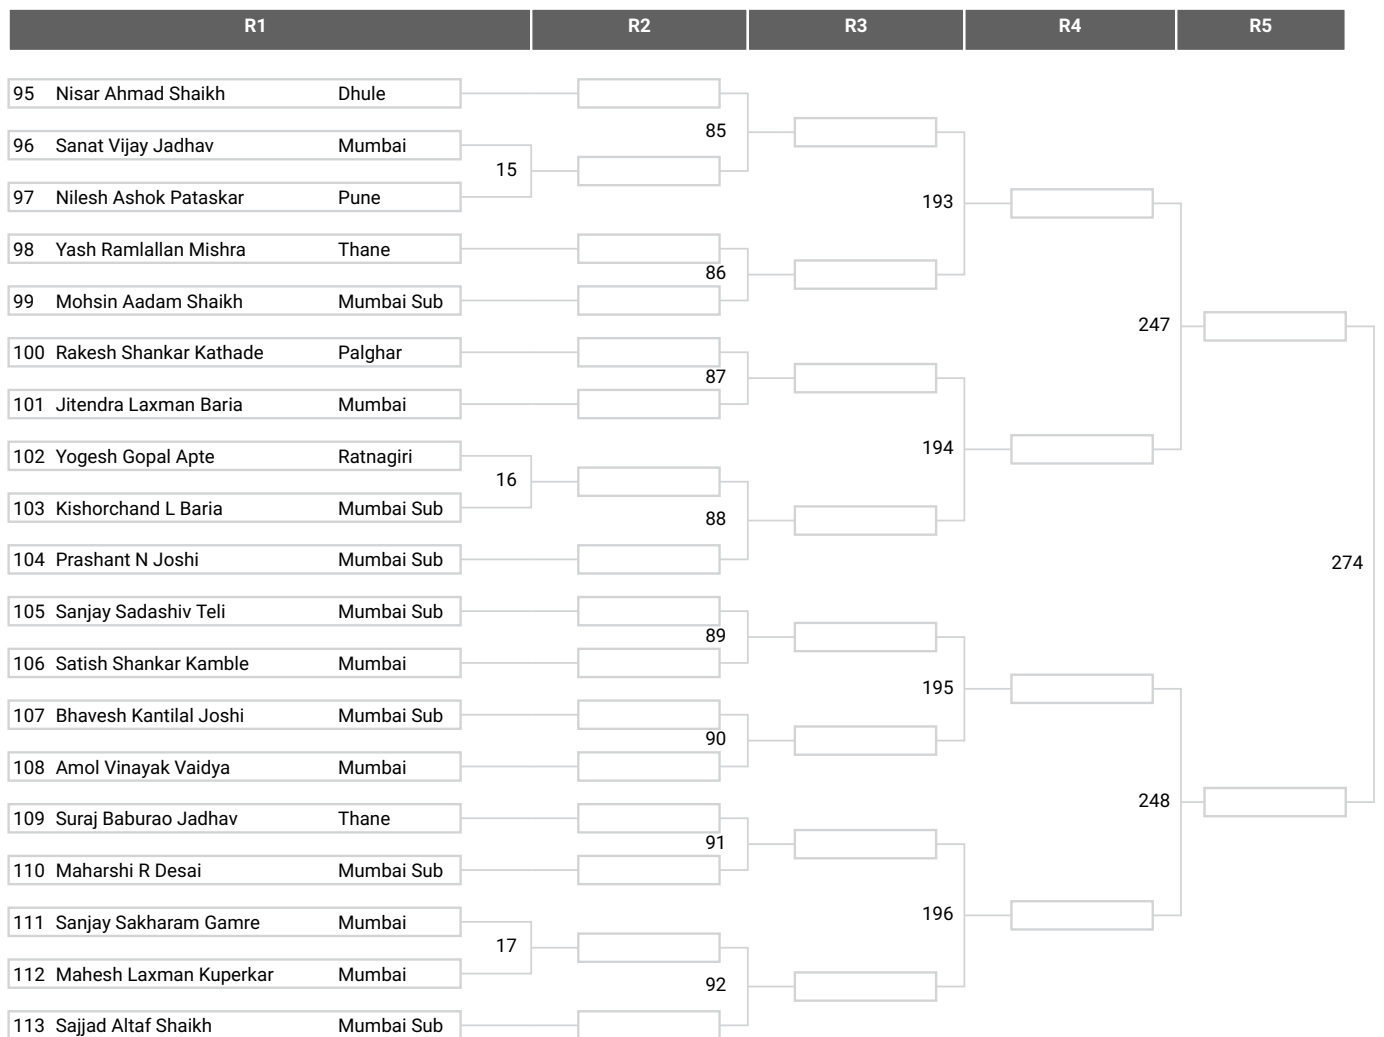 R1 R2 R3 R4 R5
95 Nisar Ahmad Shaikh Dhule
85
96 Sanat Vijay Jadhav Mumbai
15
97 Nilesh Ashok Pataskar Pune
193
98 Yash Ramlallan Mishra Thane
86
99 Mohsin Aadam Shaikh Mumbai Sub
247
100 Rakesh Shankar Kathade Palghar
87
101 Jitendra Laxman Baria Mumbai
194
102 Yogesh Gopal Apte Ratnagiri
16
103 Kishorchand L Baria Mumbai Sub
88
104 Prashant N Joshi Mumbai Sub
274
105 Sanjay Sadashiv Teli Mumbai Sub
89
106 Satish Shankar Kamble Mumbai
195
107 Bhavesh Kantilal Joshi Mumbai Sub
90
108 Amol Vinayak Vaidya Mumbai
248
109 Suraj Baburao Jadhav Thane
91
110 Maharshi R Desai Mumbai Sub
196
111 Sanjay Sakharam Gamre Mumbai
17
112 Mahesh Laxman Kuperkar Mumbai
92
113 Sajjad Altaf Shaikh Mumbai Sub